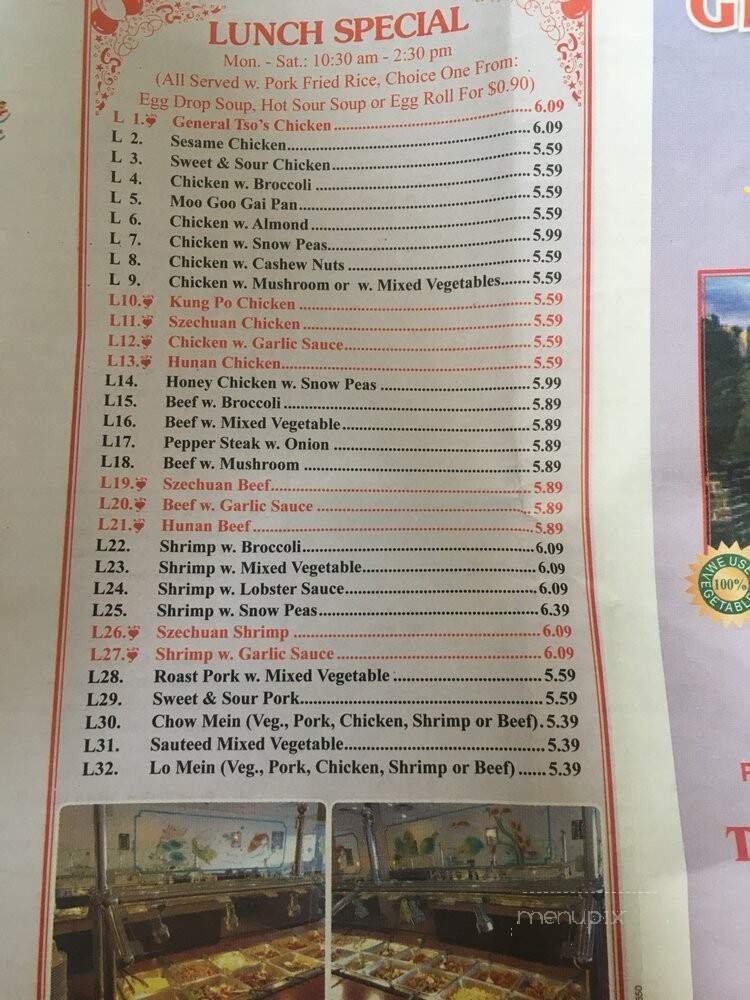 LUNCH SPECIAL
Mon. - Sat.: 10:30 am - 2:30 pm
(All Served w. Pork Fried Rice, Choice One From:
Egg Drop Soup, Hot Sour Soup or Egg Roll For $0.90)
L 1. General Tso's Chicken 6.09
L 2. Sesame Chicken 6.09
L 3. Sweet & Sour Chicken 5.59
L 4. Chicken w. Broccoli 5.59
L 5. Moo Goo Gai Pan 5.59
L 6. Chicken w. Almond 5.59
L 7. Chicken w. Snow Peas 5.99
L 8. Chicken w. Cashew Nuts 5.59
L 9. Chicken w. Mushroom or w. Mixed Vegetables 5.59
L10. Kung Po Chicken 5.59
L11. Szechuan Chicken 5.59
L12. Chicken w. Garlic Sauce 5.59
L13. Hunan Chicken 5.59
L14. Honey Chicken w. Snow Peas 5.99
L15. Beef w. Broccoli 5.89
L16. Beef w. Mixed Vegetable 5.89
L17. Pepper Steak w. Onion 5.89
L18. Beef w. Mushroom 5.89
L19. Szechuan Beef 5.89
L20. Beef w. Garlic Sauce 5.89
L21. Hunan Beef 5.89
L22. Shrimp w. Broccoli 6.09
L23. Shrimp w. Mixed Vegetable 6.09
L24. Shrimp w. Lobster Sauce 6.09
L25. Shrimp w. Snow Peas 6.39
L26. Szechuan Shrimp 6.09
L27. Shrimp w. Garlic Sauce 6.09
L28. Roast Pork w. Mixed Vegetable 5.59
L29. Sweet & Sour Pork 5.59
L30. Chow Mein (Veg., Pork, Chicken, Shrimp or Beef) 5.39
L31. Sauteed Mixed Vegetable 5.39
L32. Lo Mein (Veg., Pork, Chicken, Shrimp or Beef) 5.39
WE USE
100%
VEGETABLE
menupix